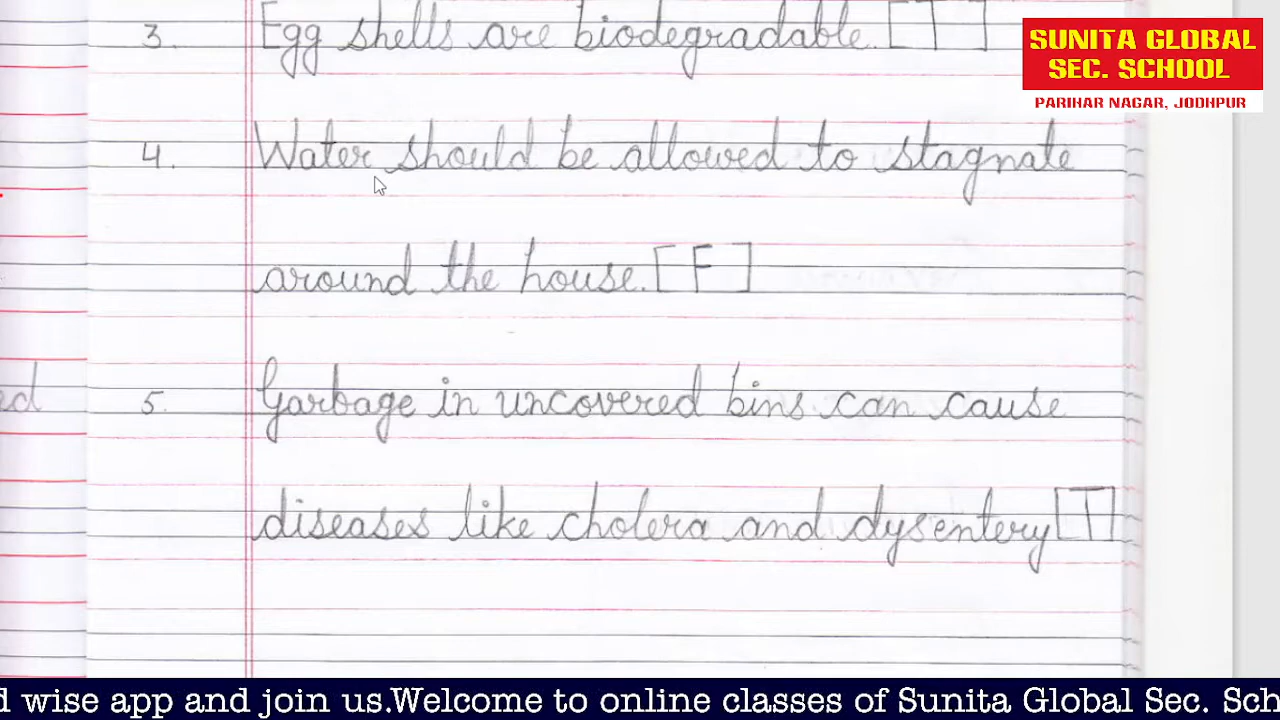 3. Egg shells are biodegradable. [ T ]
SUNITA GLOBAL
SEC. SCHOOL
PARIHAR NAGAR, JODHPUR
4. Water should be allowed to stagnate
around the house. [ F ]
ed
5. Garbage in uncovered bins can cause
diseases like cholera and dysentery [ T ]
d wise app and join us.Welcome to online classes of Sunita Global Sec. Sch